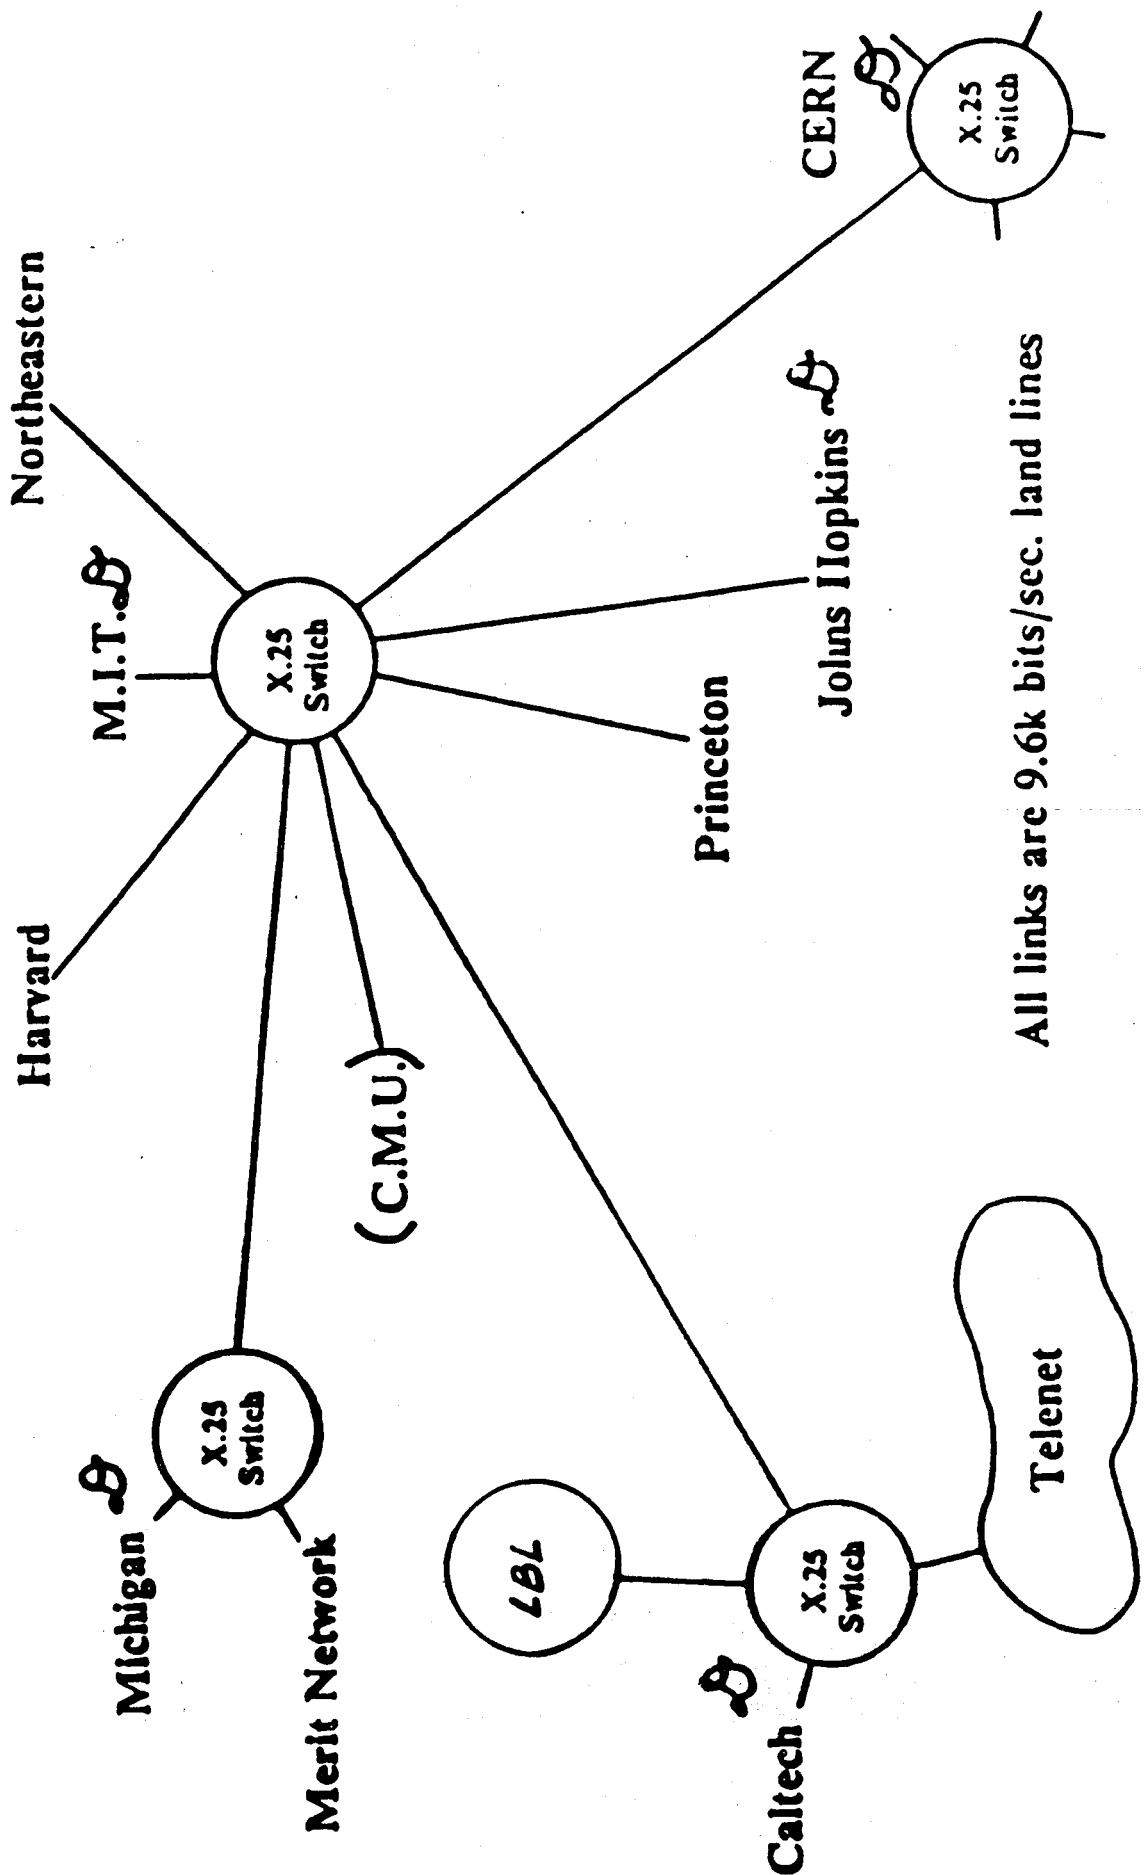 Harvard
M.I.T. D
Northeastern
Michigan D
X.25
Switch
Merit Network
X.25
Switch
(C.M.U.)
LBL
Princeton
Johns Hopkins D
CERN
D
Caltech D
X.25
Switch
X.25
Switch
Telenet
All links are 9.6k bits/sec. land lines